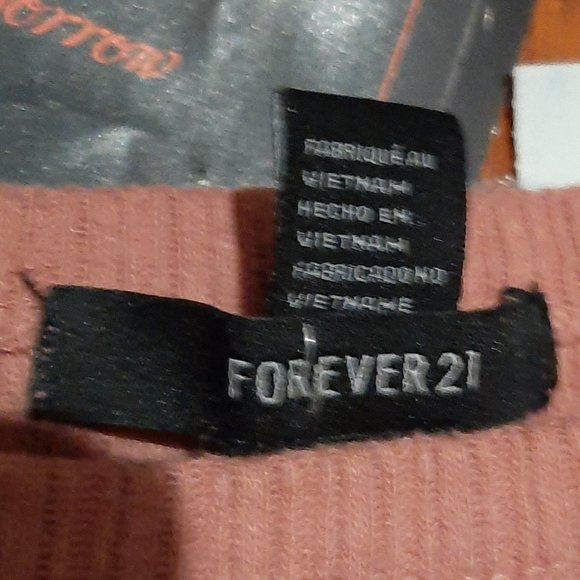 FABRIQUÉ AU
VIETNAM
HECHO EN
VIETNAM
FABRICADO NO
VIETNAME
FOREVER 21